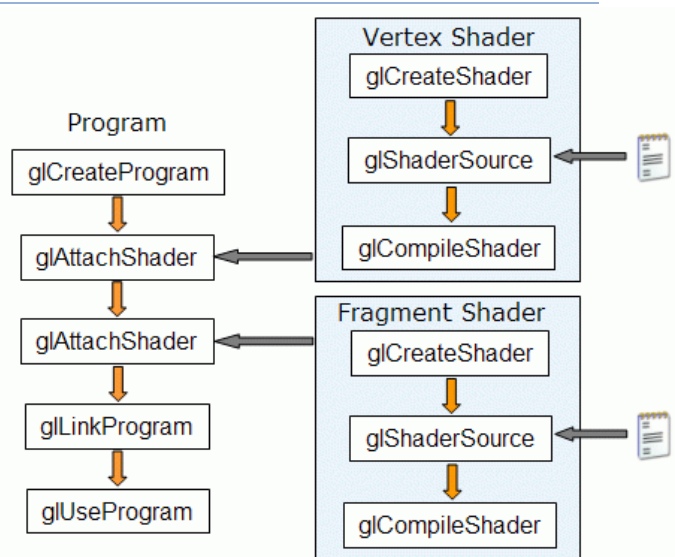 Program
glCreateProgram
glAttachShader
glAttachShader
glLinkProgram
glUseProgram
Vertex Shader
glCreateShader
glShaderSource
glCompileShader
Fragment Shader
glCreateShader
glShaderSource
glCompileShader